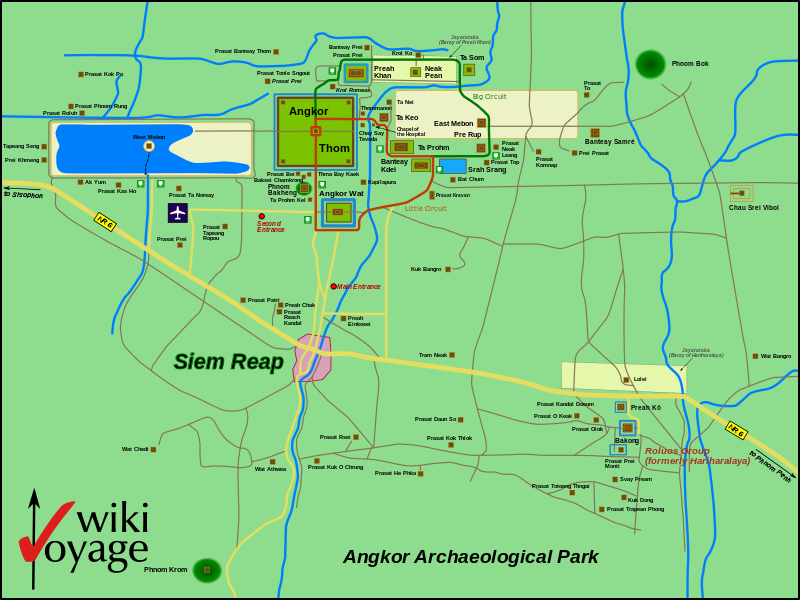 Prasat Banteay Thom
Banteay Prei
Prasat Prei
Krol Ko
Jayatataka
(Baray of Preah Khan)
Ta Som
Phnom Bok
Prasat Kok Po
Prasat Tonle Sngout
Prasat Prei
Preah
Khan
Neak
Pean
Krol Romeas
Prasat
To
Big Circuit
Prasat Phnom Rung
Prasat Roluh
Angkor
Thom
Ta Nei
Thommanon
Ta Keo
Chapel of
the Hospital
Chay Say
Tevoda
East Mebon
Pre Rup
Banteay Samré
West Mebon
Tapeang Seng
Prei Khmeng
Ta Prohm
Prasat
Neak
Leang
Prasat Top
Prasat
Komnap
Prei Prasat
Banteay
Kdei
Srah Srang
Bat Chum
Prasat Bei
Baksei Chamkrong
Thma Bay Kaek
Phnom
Bakheng
Ta Prohm Kel
Angkor Wat
Kapilapura
Prasat Kravan
Little Circuit
Ak Yum
Prasat Kas Ho
Prasat Ta Noreay
to Sisophon
NR 6
Chau Srei Vibol
Second
Entrance
Prasat
Tapeang
Ropou
Prasat Prei
Kuk Bangro
Main Entrance
Prasat Patri
Preah Chak
Prasat
Reach
Kandal
Preah
Einkosei
Siem Reap
Tram Neak
Jayatataka
(Baray of Hariharalaya)
Wat Bangro
Lolei
Prasat Kandal Doeum
Preah Kô
Prasat O Keak
Prasat Olok
Bakong
NR 6
Prasat Daun So
Prasat Rsei
Prasat Kok Thlok
Wat Chedi
Wat Athwea
Prasat Kuk O Chrung
Prasat He Phka
Prasat Prei
Monti
Roluos Group
(formerly Hariharalaya)
to Phnom Penh
Svay Pream
Prasat Totoeng Thngai
Kuk Dong
Prasat Trapean Phong
wiki
voyage
Phnom Krom
Angkor Archaeological Park